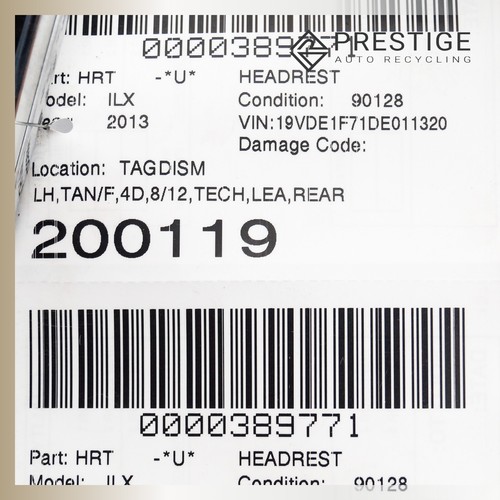 PRESTIGE
AUTO RECYCLING
Part: HRT -*U* HEADREST
Model: ILX Condition: 90128
2013 VIN:19VDE1F71DE011320
Damage Code:
Location: TAGDISM
LH,TAN/F,4D,8/12,TECH,LEA,REAR
200119
0000389771
Part: HRT -*U* HEADREST
Model: ILX Condition: 90128